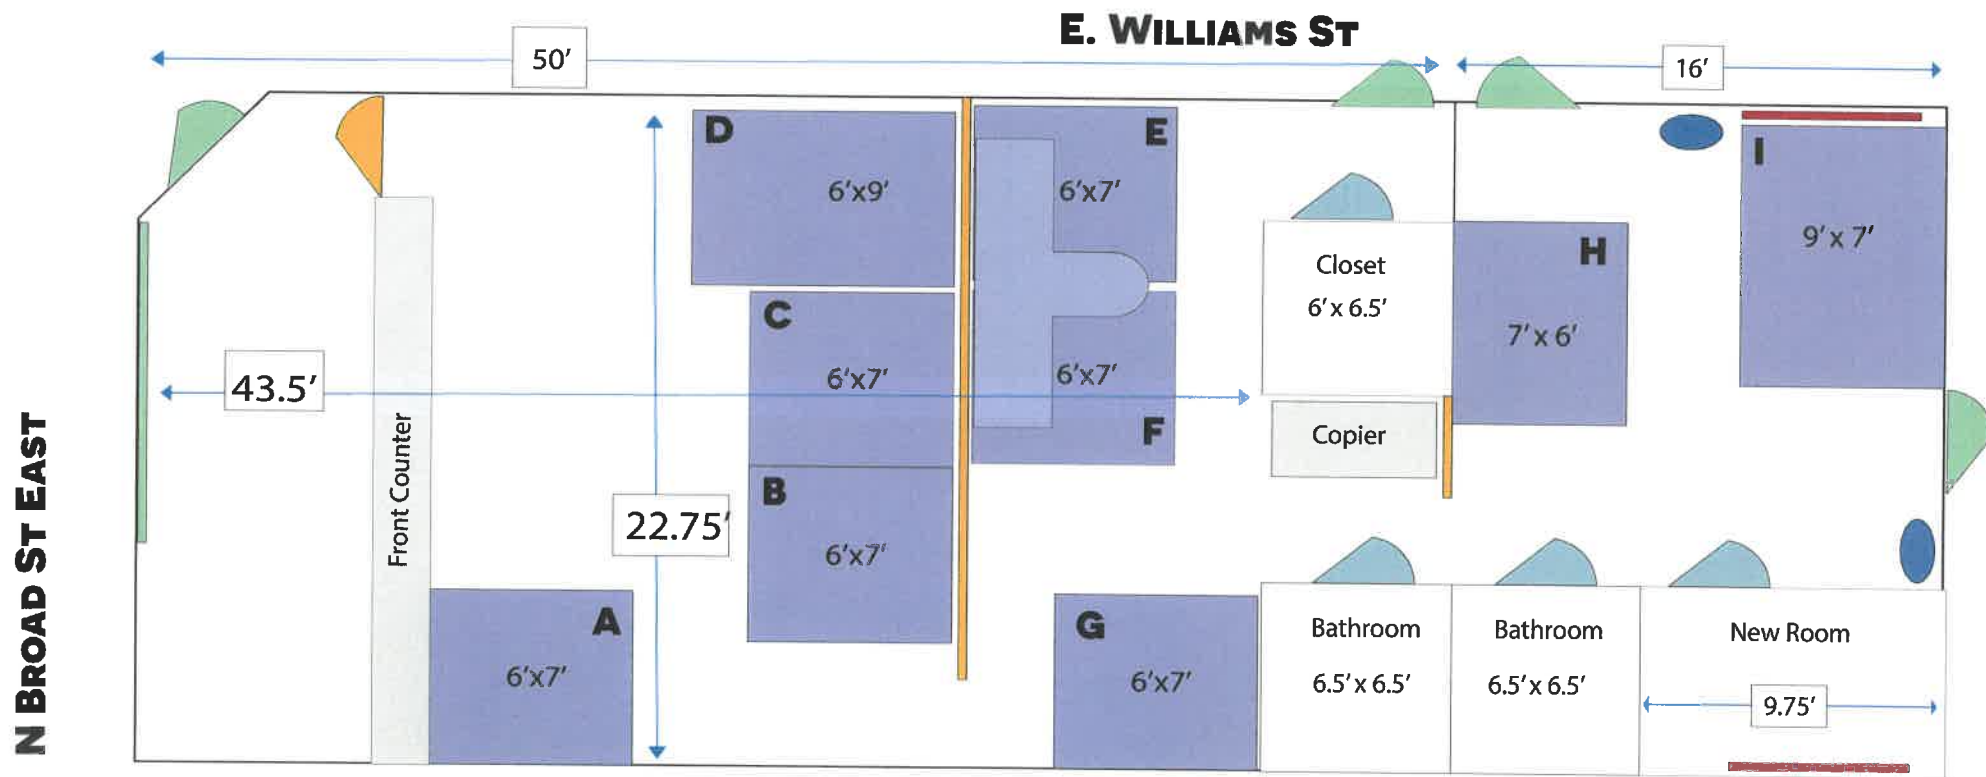 E. WILLIAMS ST
50'
16'
D
6'x9'
E
6'x7'
I
9' x 7'
Closet
6' x 6.5'
H
7' x 6'
C
6'x7'
6'x7'
F
43.5'
Copier
Front Counter
N BROAD ST EAST
22.75'
B
6'x7'
A
6'x7'
G
6'x7'
Bathroom
6.5' x 6.5'
Bathroom
6.5' x 6.5'
New Room
9.75'